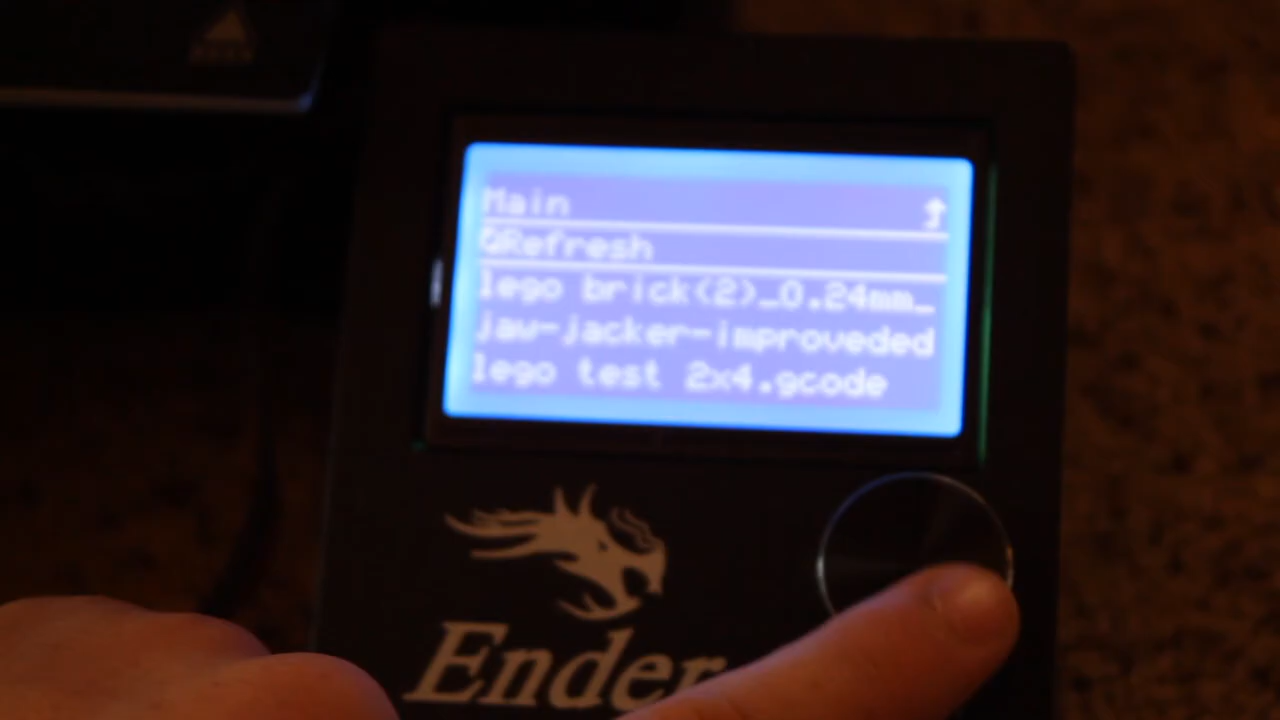 Main
Refresh
lego brick(2)_0.24mm_
jaw-jacker-improveded
lego test 2x4.gcode
Ender